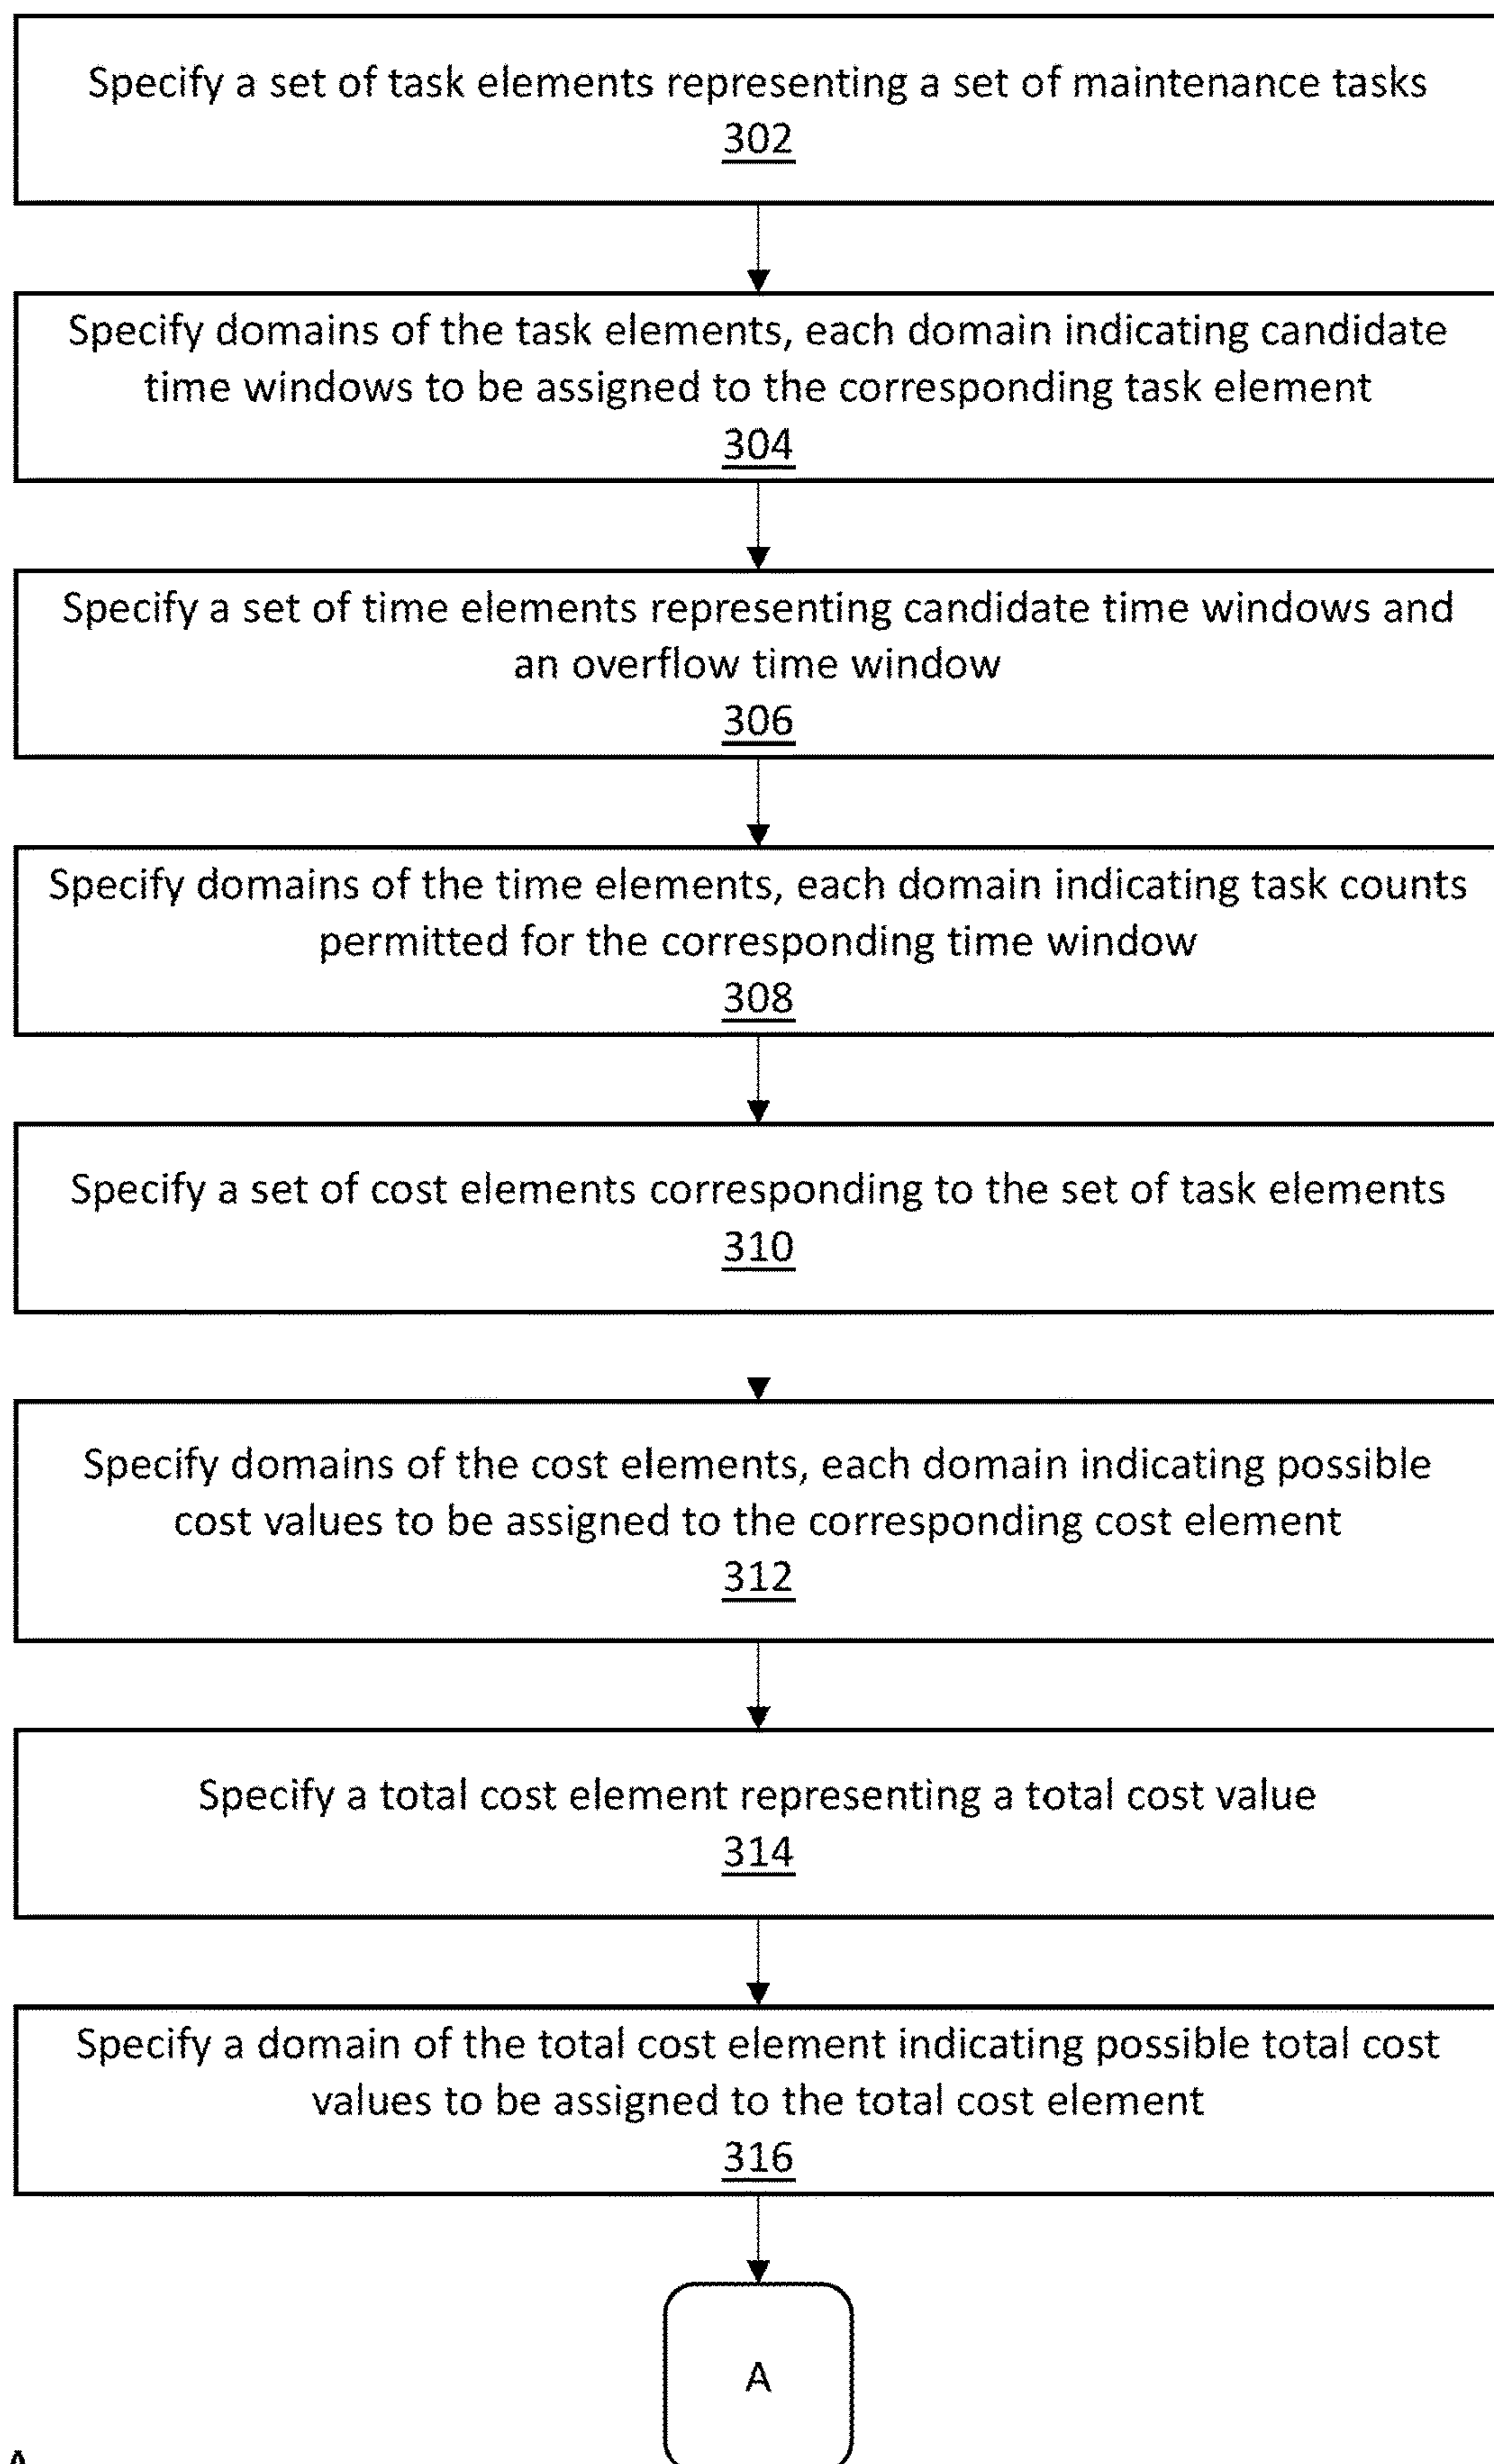 Specify a set of task elements representing a set of maintenance tasks
302
Specify domains of the task elements, each domain indicating candidate
time windows to be assigned to the corresponding task element
304
Specify a set of time elements representing candidate time windows and
an overflow time window
306
Specify domains of the time elements, each domain indicating task counts
permitted for the corresponding time window
308
Specify a set of cost elements corresponding to the set of task elements
310
Specify domains of the cost elements, each domain indicating possible
cost values to be assigned to the corresponding cost element
312
Specify a total cost element representing a total cost value
314
Specify a domain of the total cost element indicating possible total cost
values to be assigned to the total cost element
316
A